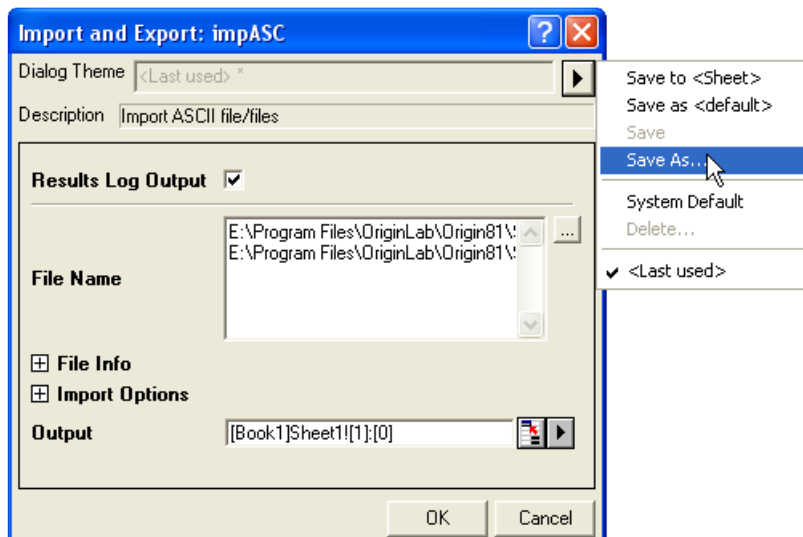 Import and Export: impASC
Dialog Theme <Last used> *
Description Import ASCII file/files
Results Log Output
File Name
E:\Program Files\OriginLab\Origin81\
E:\Program Files\OriginLab\Origin81\
...
File Info
Import Options
Output [Book1]Sheet1![1]:[0]
OK Cancel
Save to <Sheet>
Save as <default>
Save
Save As...
System Default
Delete...
<Last used>